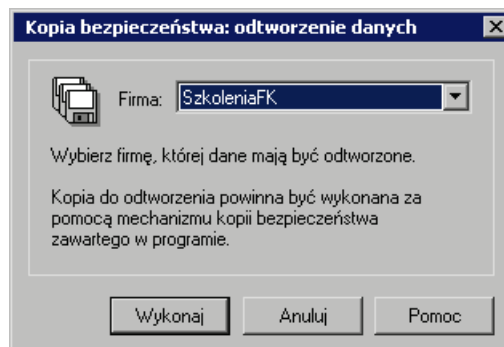 Kopia bezpieczeństwa: odtworzenie danych
Firma: SzkoleniaFK
Wybierz firmę, której dane mają być odtworzone.
Kopia do odtworzenia powinna być wykonana za
pomocą mechanizmu kopii bezpieczeństwa
zawartego w programie.
Wykonaj Anuluj Pomoc